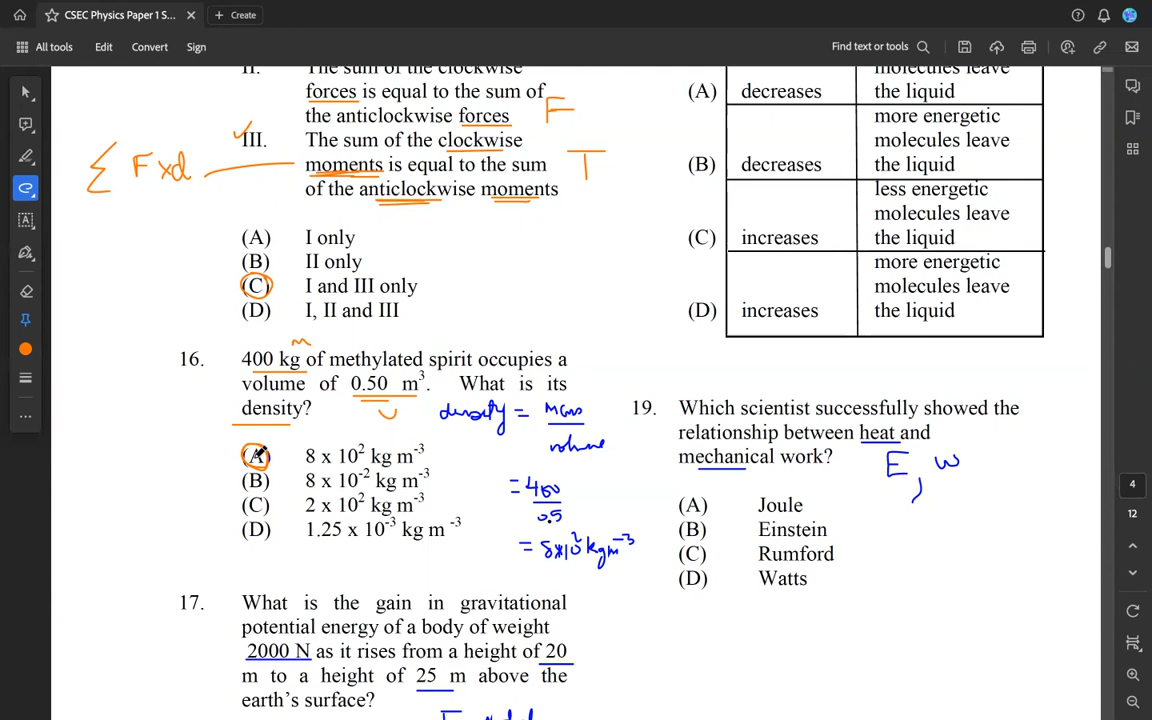 CSEC Physics Paper 1 S...
Create
All tools
Edit
Convert
Sign
Find text or tools
II. The sum of the clockwise
forces is equal to the sum of
the anticlockwise forces F
III. The sum of the clockwise
Σ F x d
moments is equal to the sum T
of the anticlockwise moments
(A) I only
(B) II only
(C) I and III only
(D) I, II and III
m
16. 400 kg of methylated spirit occupies a
volume of 0.50 m³. What is its
density? v
density = mass
volume
(A) 8 x 10² kg m⁻³
(B) 8 x 10⁻² kg m⁻³
(C) 2 x 10² kg m⁻³
(D) 1.25 x 10⁻³ kg m ⁻³
= 400
0.5
= 8x10² kgm⁻³
17. What is the gain in gravitational
potential energy of a body of weight
2000 N as it rises from a height of 20
m to a height of 25 m above the
earth's surface?
molecules leave
(A) decreases the liquid
more energetic
molecules leave
(B) decreases the liquid
less energetic
molecules leave
(C) increases the liquid
more energetic
molecules leave
(D) increases the liquid
19. Which scientist successfully showed the
relationship between heat and
mechanical work? E, w
(A) Joule
(B) Einstein
(C) Rumford
(D) Watts
4
12